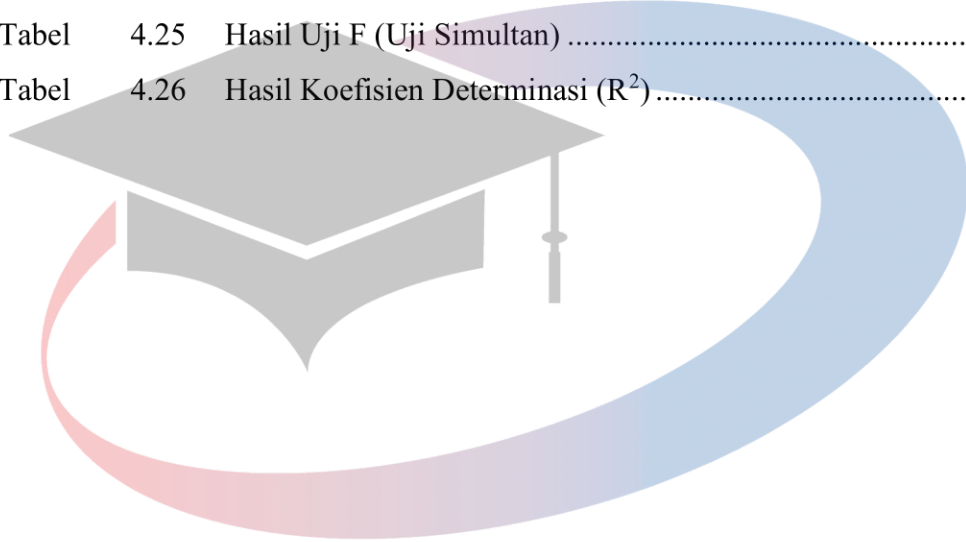 Tabel 4.25 Hasil Uji F (Uji Simultan) ..................................................
Tabel 4.26 Hasil Koefisien Determinasi (R²) .......................................